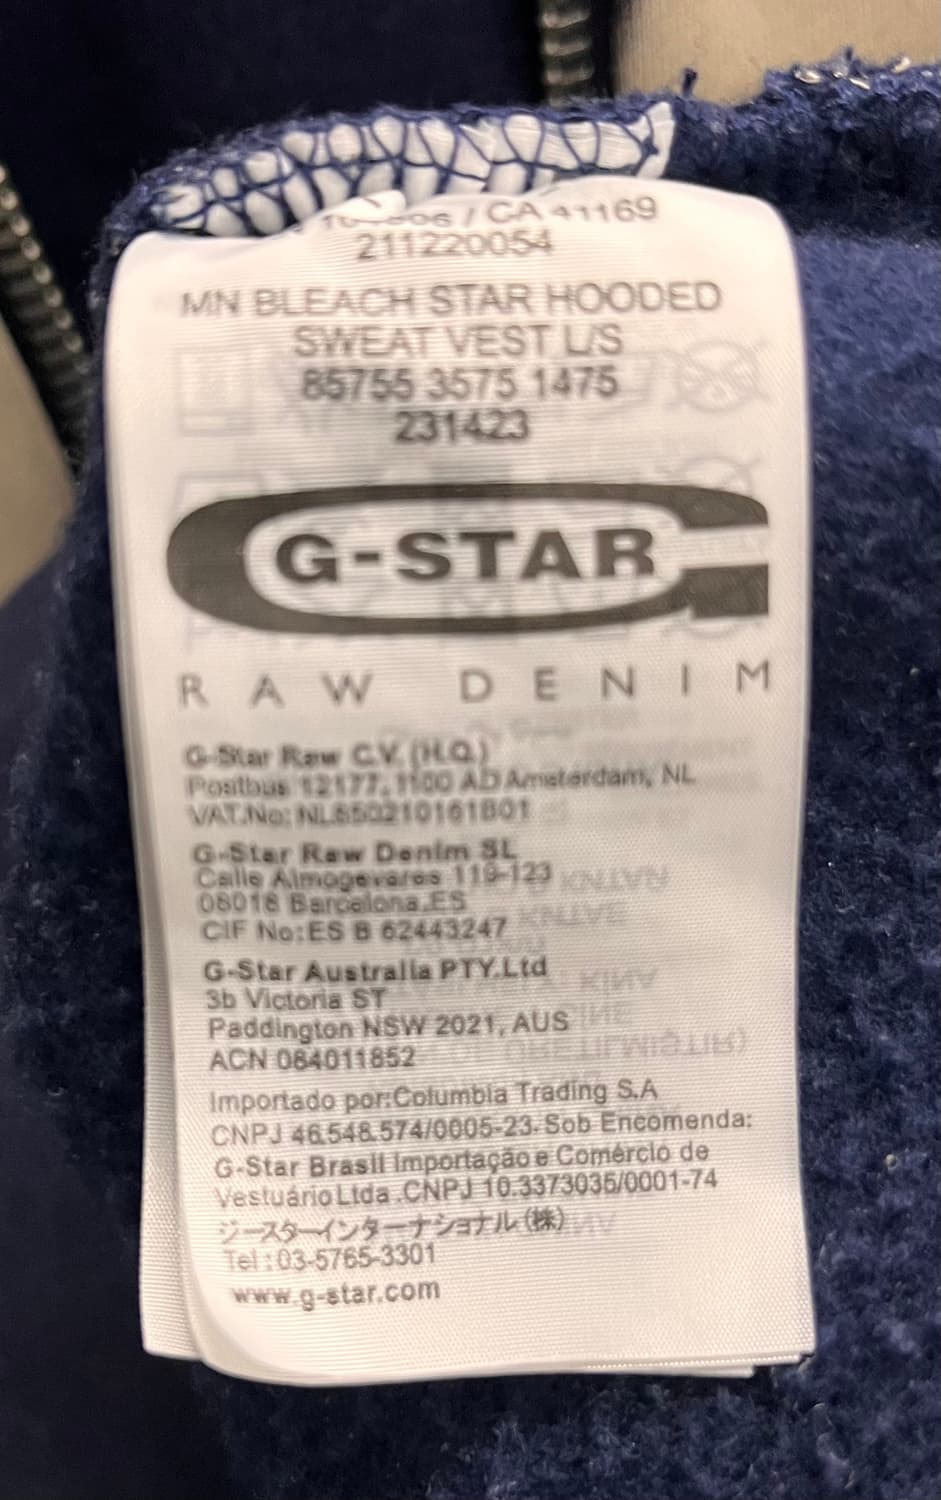 / CA 41169
211220054
MN BLEACH STAR HOODED
SWEAT VEST L/S
85755 3575 1475
231423
G-STAR
RAW DENIM
G-Star Raw C.V. (H.Q.)
Postbus 12177, 1100 AD Amsterdam, NL
VAT.No:
G-Star Raw Denim SL
Calle Almogavares 119-123
08018 Barcelona,ES
CIF No:ES B 62443247
G-Star Australia PTY.Ltd
3b Victoria ST
Paddington NSW 2021, AUS
ACN 084011852
Importado por:Columbia Trading S.A
CNPJ 46.548.574/0005-23. Sob Encomenda:
G-Star Brasil Importação e Comércio de
Vestuário Ltda .CNPJ 10.3373035/0001-74
ジースターインターナショナル(株)
Tel:03-5765-3301
www.g-star.com